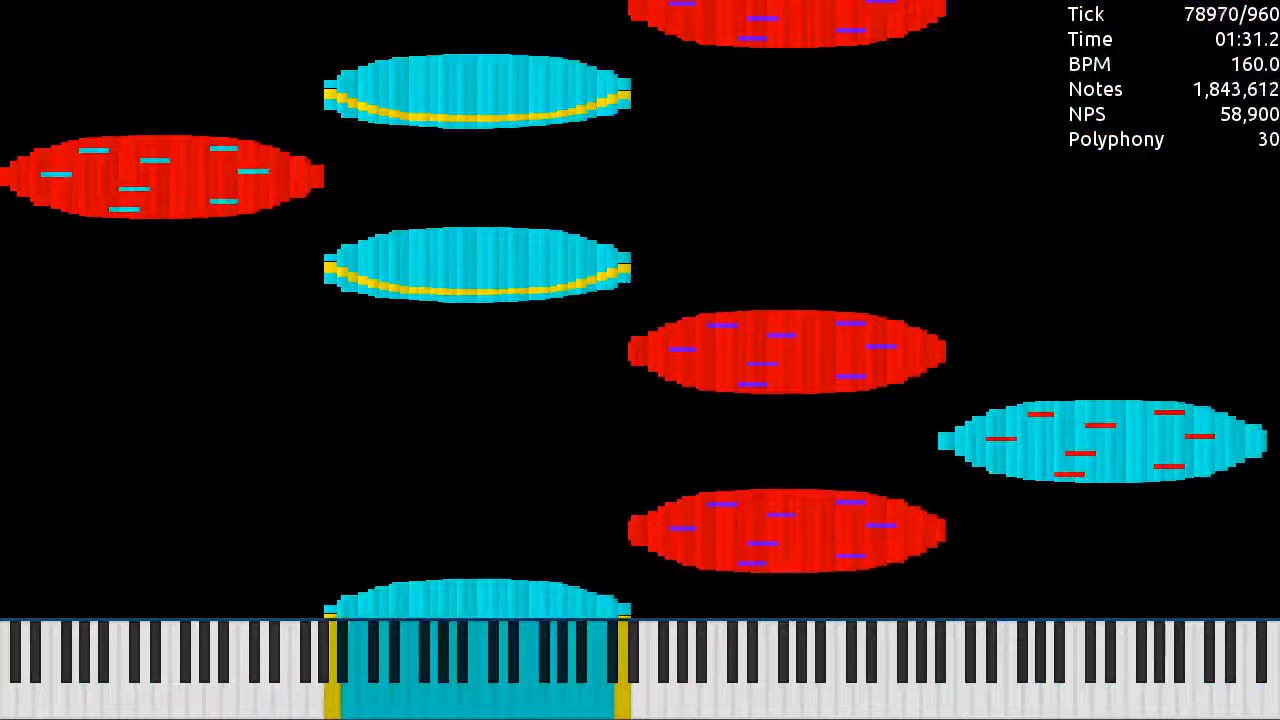 Tick 78970/960
Time 01:31.2
BPM 160.0
Notes 1,843,612
NPS 58,900
Polyphony 30